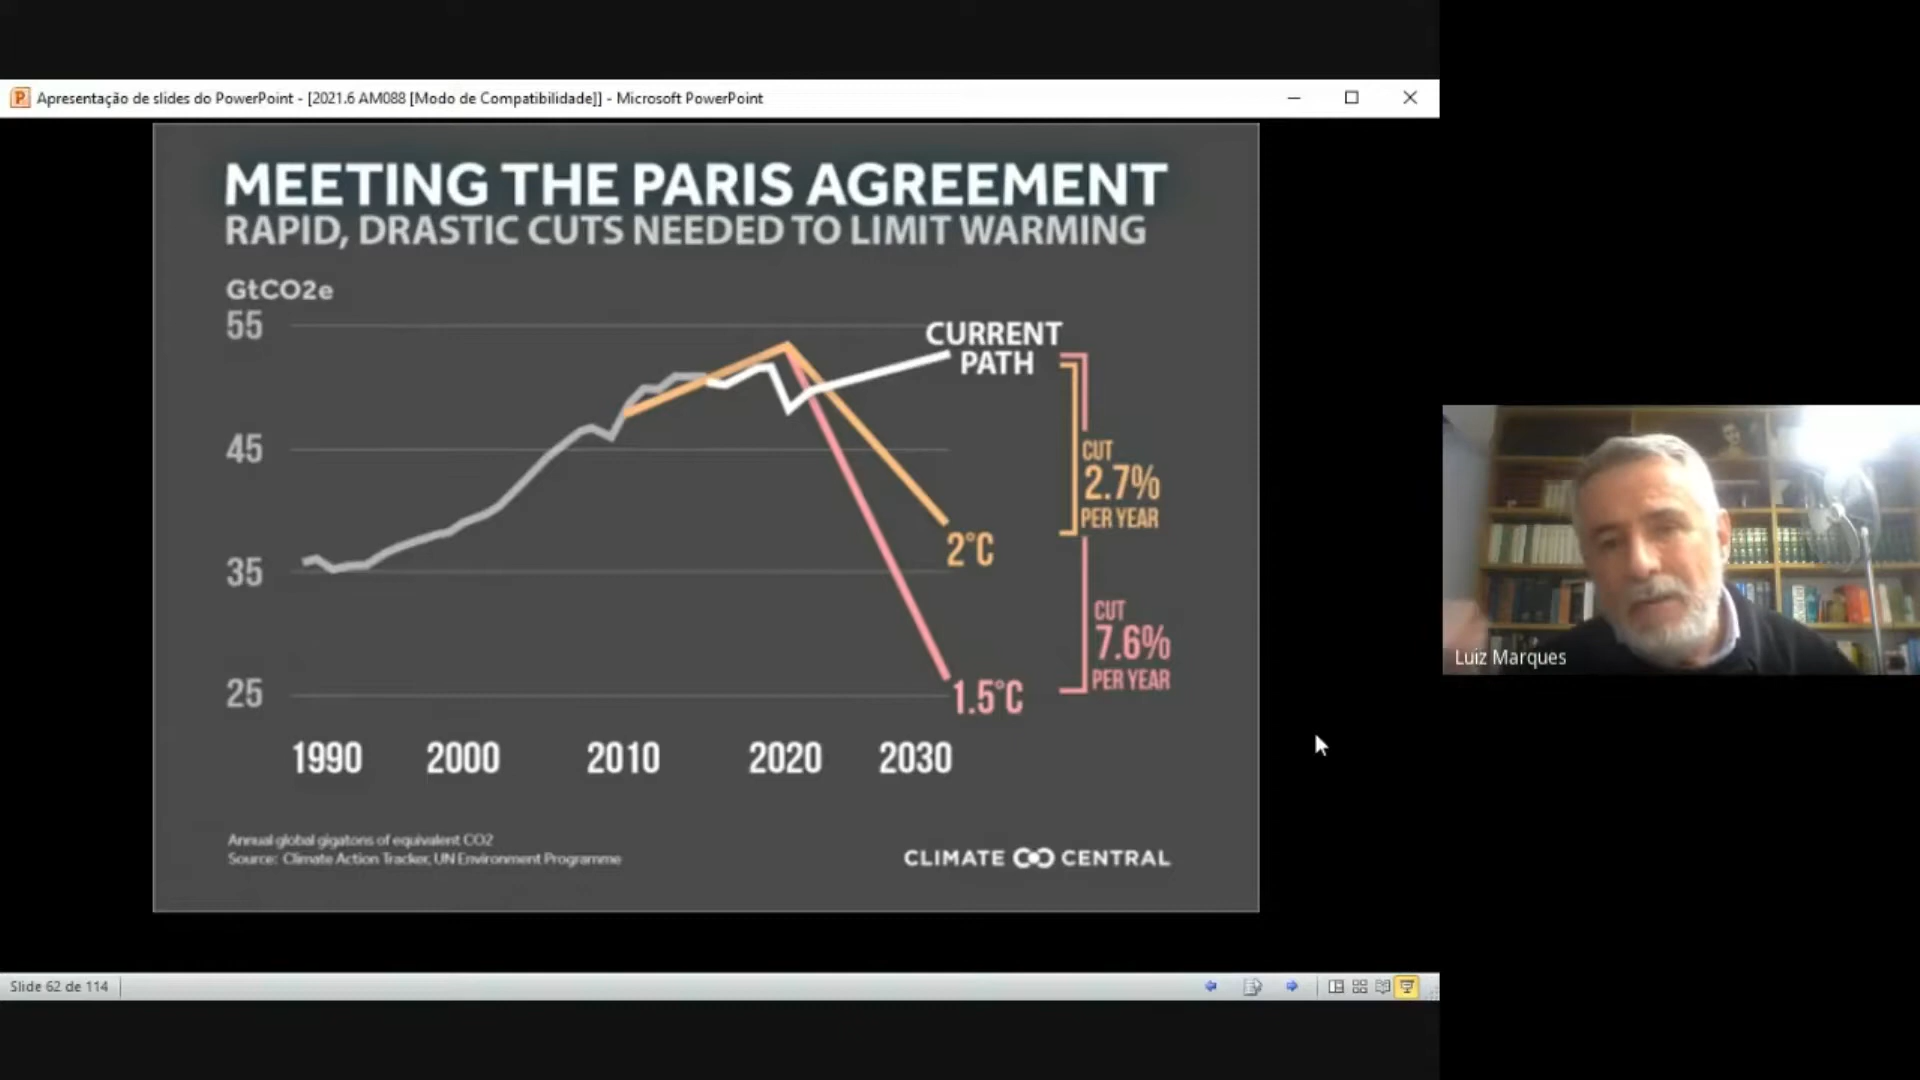 Apresentação de slides do PowerPoint - [2021.6 AM088 [Modo de Compatibilidade]] - Microsoft PowerPoint
MEETING THE PARIS AGREEMENT
RAPID, DRASTIC CUTS NEEDED TO LIMIT WARMING
GtCO2e
55
45
35
25
CURRENT
PATH
CUT
2.7%
PER YEAR
2°C
CUT
7.6%
PER YEAR
1.5°C
1990 2000 2010 2020 2030
Annual global gigatons of equivalent CO2
Source: Climate Action Tracker, UN Environment Programme
CLIMATE CENTRAL
Luiz Marques
Slide 62 de 114